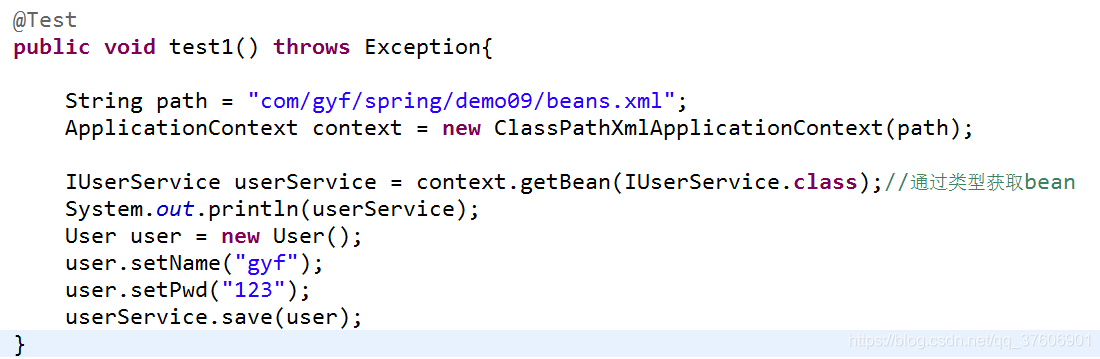 @Test
public void test1() throws Exception{
String path = "com/gyf/spring/demo09/beans.xml";
ApplicationContext context = new ClassPathXmlApplicationContext(path);
IUserService userService = context.getBean(IUserService.class);//通过类型获取bean
System.out.println(userService);
User user = new User();
user.setName("gyf");
user.setPwd("123");
userService.save(user);
}
https://blog.csdn.net/qq_37606901